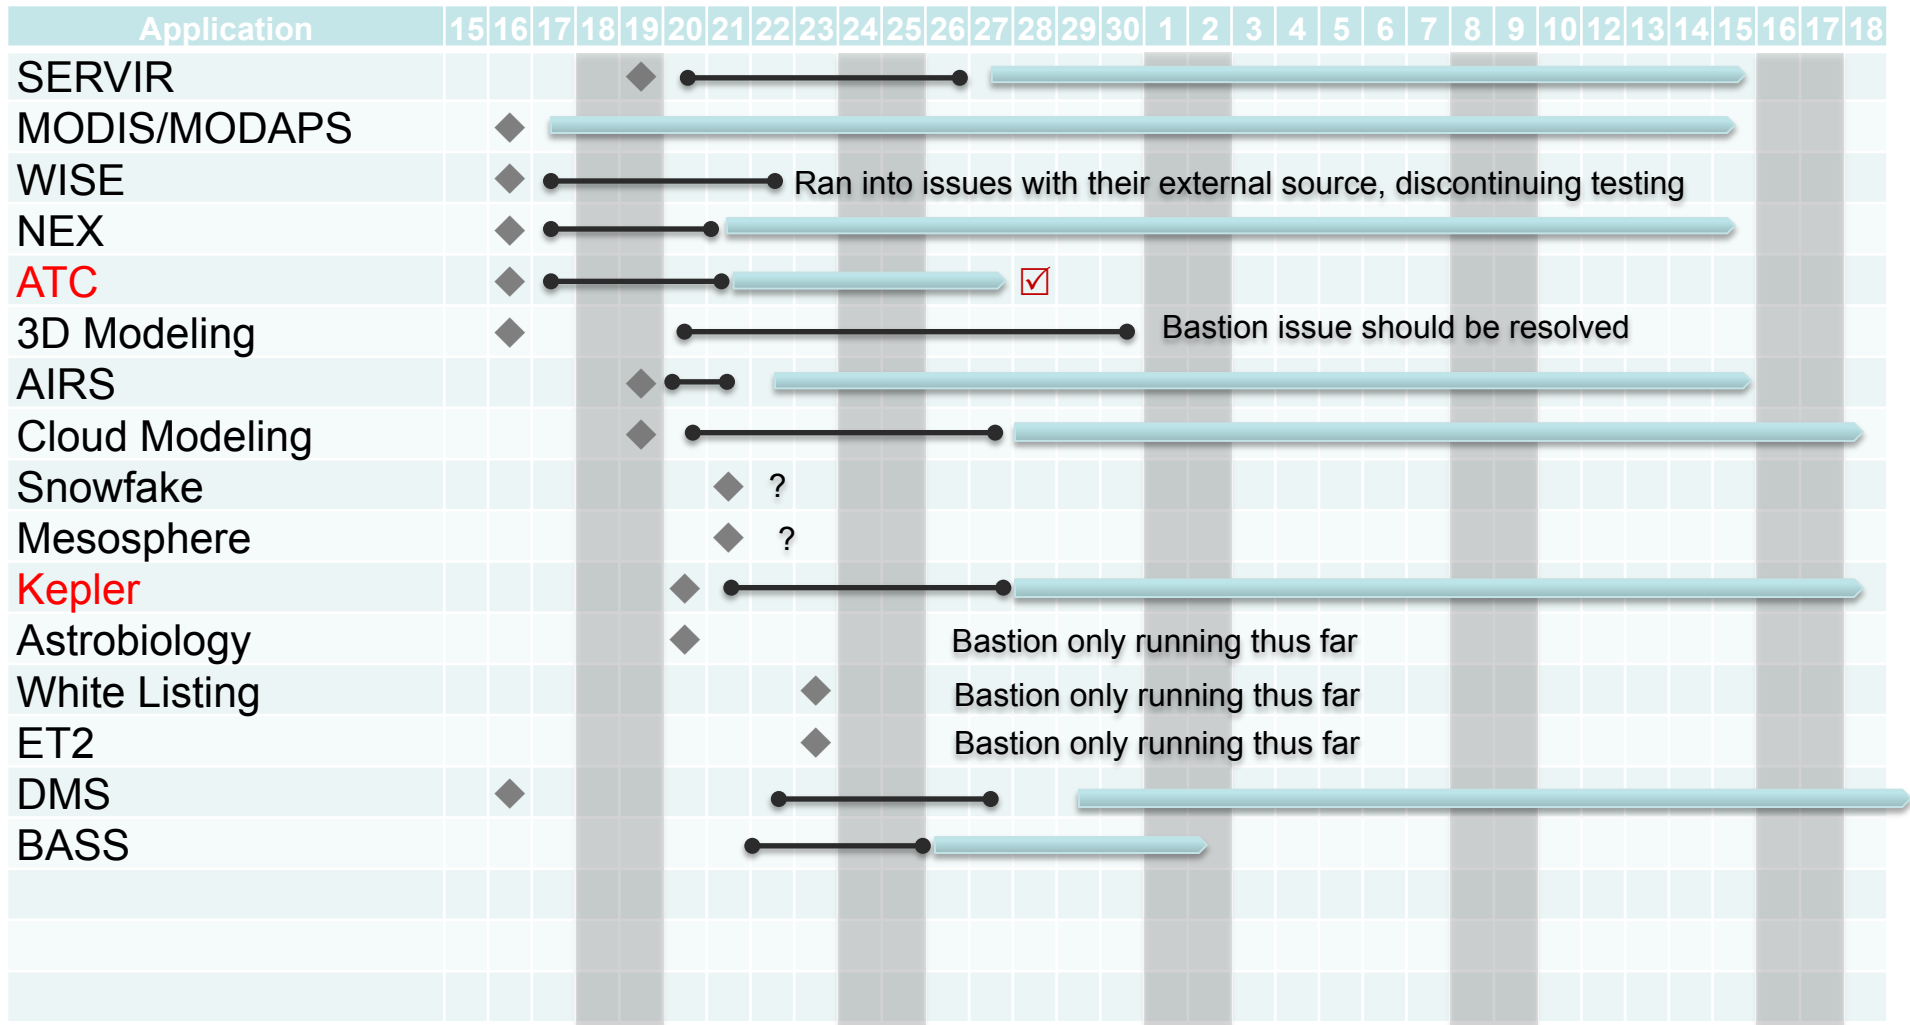 Application 15 16 17 18 19 20 21 22 23 24 25 26 27 28 29 30 1 2 3 4 5 6 7 8 9 10 12 13 14 15 16 17 18
SERVIR
MODIS/MODAPS
WISE Ran into issues with their external source, discontinuing testing
NEX
ATC ☑
3D Modeling Bastion issue should be resolved
AIRS
Cloud Modeling
Snowfake ?
Mesosphere ?
Kepler
Astrobiology Bastion only running thus far
White Listing Bastion only running thus far
ET2 Bastion only running thus far
DMS
BASS